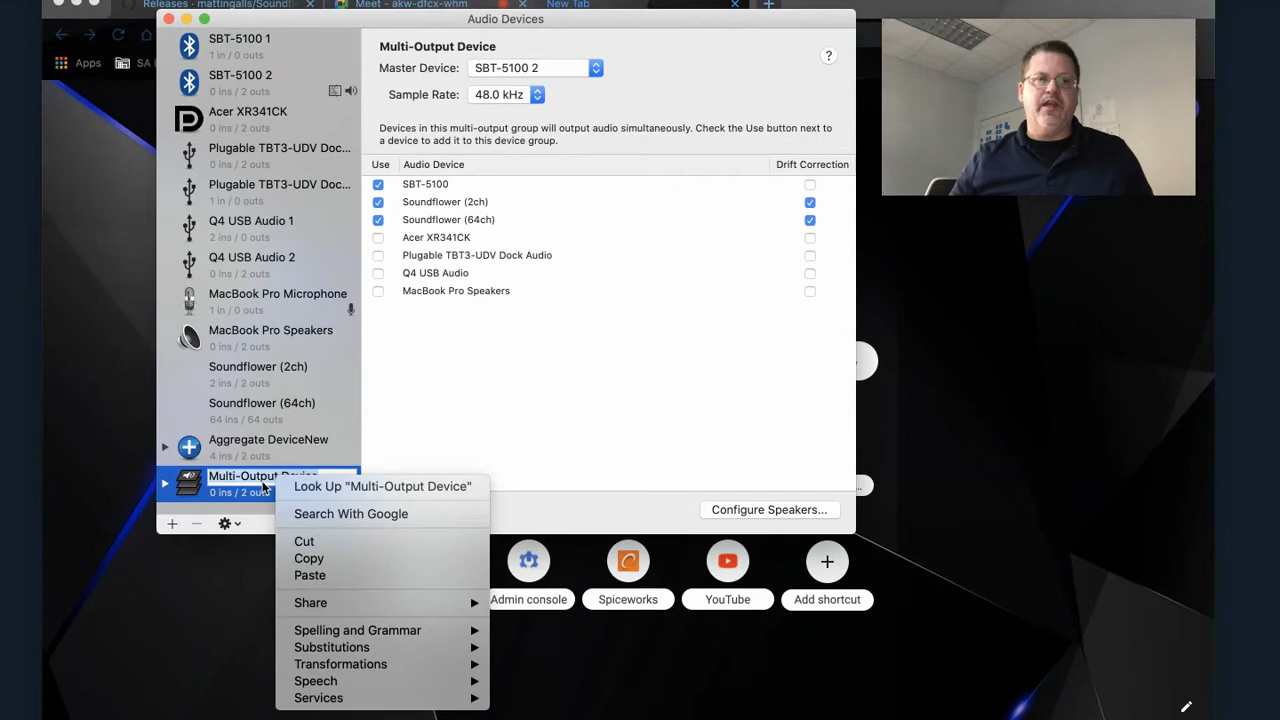 Releases · mattingalls/Soundfl
Meet - akw-dfcx-whm
New Tab
Audio Devices
Apps
SA
SBT-5100 1
1 in / 0 outs
SBT-5100 2
0 ins / 2 outs
Acer XR341CK
0 ins / 2 outs
Plugable TBT3-UDV Doc...
0 ins / 2 outs
Plugable TBT3-UDV Doc...
1 in / 0 outs
Q4 USB Audio 1
2 ins / 0 outs
Q4 USB Audio 2
0 ins / 2 outs
MacBook Pro Microphone
1 in / 0 outs
MacBook Pro Speakers
0 ins / 2 outs
Soundflower (2ch)
2 ins / 2 outs
Soundflower (64ch)
64 ins / 64 outs
Aggregate DeviceNew
4 ins / 2 outs
Multi-Output Device
0 ins / 2 outs
Multi-Output Device
Master Device: SBT-5100 2
Sample Rate: 48.0 kHz
?
Devices in this multi-output group will output audio simultaneously. Check the Use button next to
a device to add it to this device group.
Use Audio Device Drift Correction
SBT-5100
Soundflower (2ch)
Soundflower (64ch)
Acer XR341CK
Plugable TBT3-UDV Dock Audio
Q4 USB Audio
MacBook Pro Speakers
Configure Speakers...
Look Up "Multi-Output Device"
Search With Google
Cut
Copy
Paste
Share
Spelling and Grammar
Substitutions
Transformations
Speech
Services
Admin console
Spiceworks
YouTube
Add shortcut